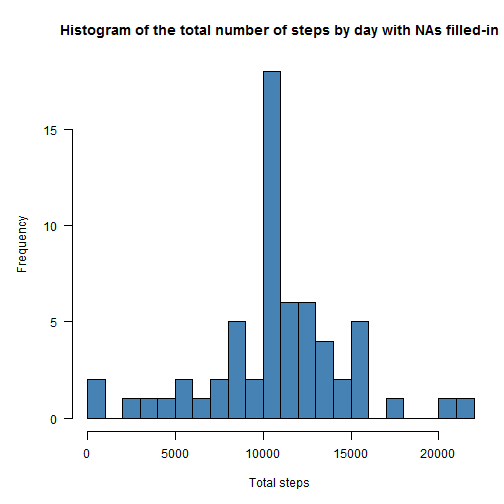 Histogram of the total number of steps by day with NAs filled-in
Frequency
15
10
5
0
0 5000 10000 15000 20000
Total steps